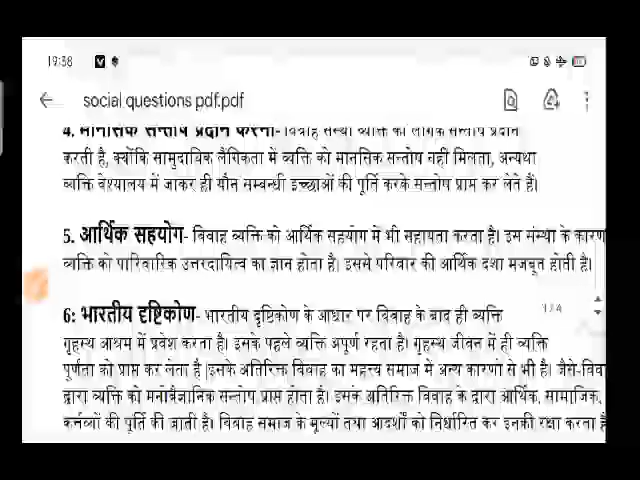 19:38
social questions pdf.pdf
4. मानसिक सन्तोष प्रदान करना- विवाह संस्था व्यक्ति को लैंगिक सन्तोष प्रदान
करती है, क्योंकि सामुदायिक लैंगिकता में व्यक्ति को मानसिक सन्तोष नहीं मिलता, अन्यथा
व्यक्ति वेश्यालय में जाकर ही यौन सम्बन्धी इच्छाओं की पूर्ति करके सन्तोष प्राप्त कर लेते हैं।
5. आर्थिक सहयोग- विवाह व्यक्ति को आर्थिक सहयोग में भी सहायता करता है। इस संस्था के कारण
व्यक्ति को पारिवारिक उत्तरदायित्व का ज्ञान होता है। इससे परिवार की आर्थिक दशा मजबूत होती है।
6: भारतीय दृष्टिकोण- भारतीय दृष्टिकोण के आधार पर विवाह के बाद ही व्यक्ति
1/4
गृहस्थ आश्रम में प्रवेश करता है। इसके पहले व्यक्ति अपूर्ण रहता है। गृहस्थ जीवन में ही व्यक्ति
पूर्णता को प्राप्त कर लेता है |इनके अतिरिक्त विवाह का महत्त्व समाज में अन्य कारणों से भी है। जैसे-विवा
द्वारा व्यक्ति को मनोवैज्ञानिक सन्तोष प्राप्त होता है। इसके अतिरिक्त विवाह के द्वारा आर्थिक, सामाजिक,
कर्त्तव्यों की पूर्ति की जाती है। विवाह समाज के मूल्यों तथा आदर्शों को निर्धारित कर इनकी रक्षा करता है